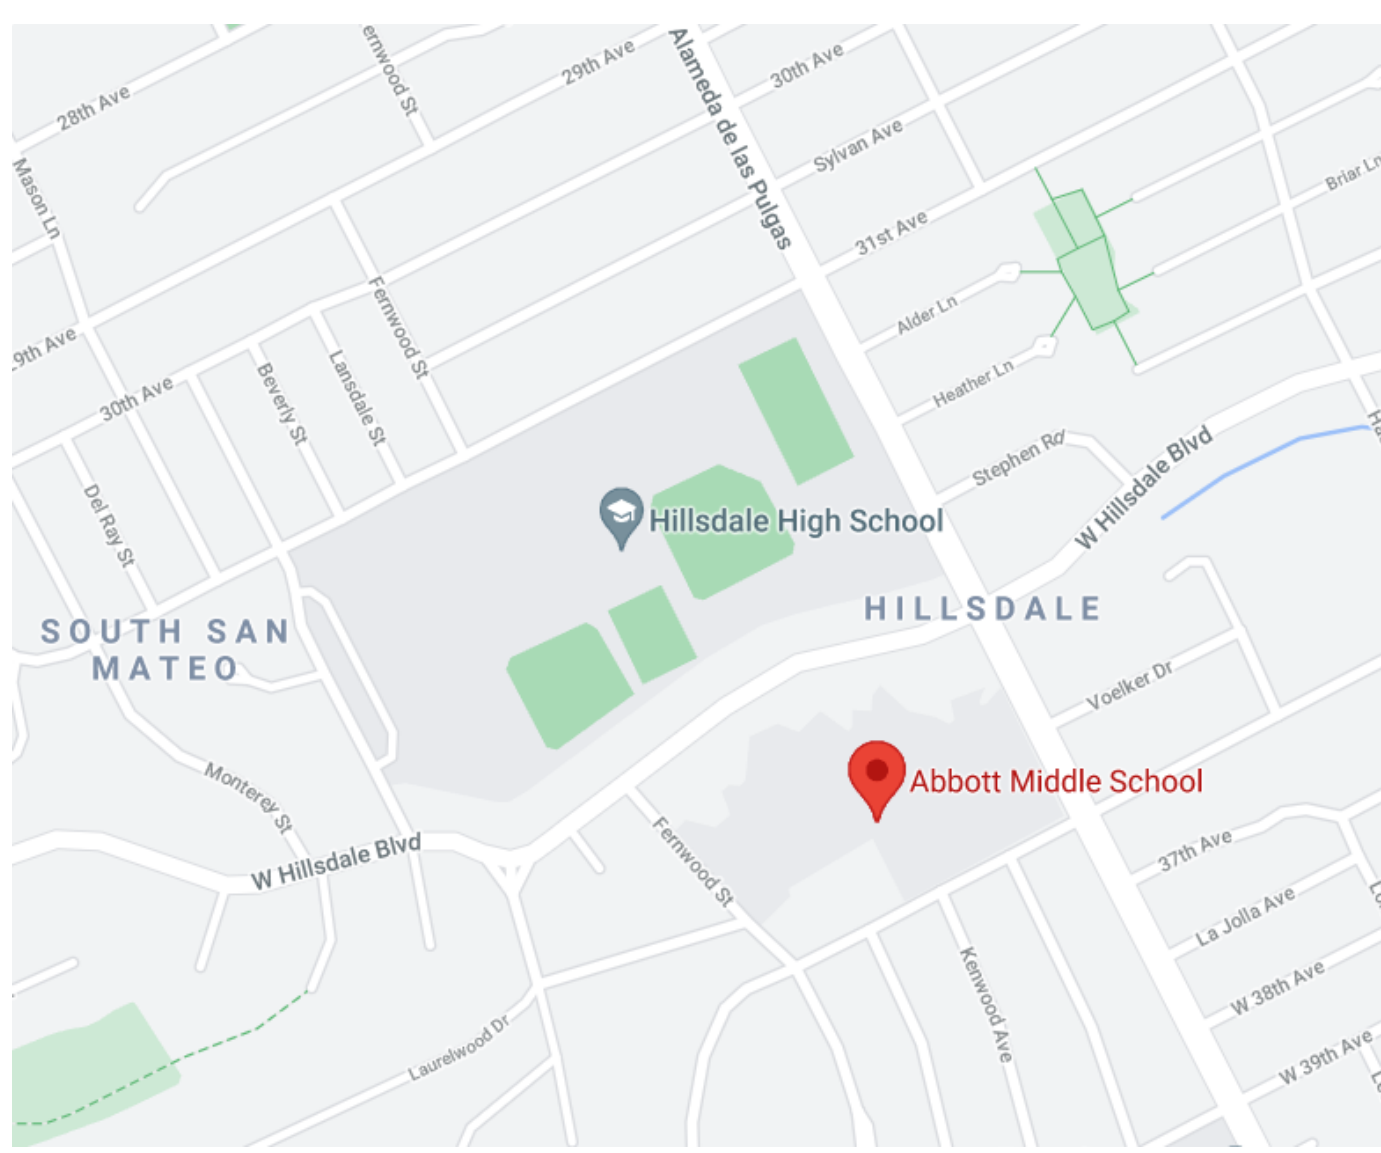 ernwood St
29th Ave
Alameda de las Pulgas
30th Ave
28th Ave
Sylvan Ave
Mason Ln
Briar Ln
31st Ave
Fernwood St
Alder Ln
9th Ave
Lansdale St
Beverly St
30th Ave
Heather Ln
Stephen Rd
W Hillsdale Blvd
Ha
Del Ray St
Hillsdale High School
HILLSDALE
SOUTH SAN
MATEO
Voelker Dr
Monterey St
Abbott Middle School
W Hillsdale Blvd
Fernwood St
37th Ave
La Jolla Ave
Lo
Kenwood Ave
W 38th Ave
Laurelwood Dr
W 39th Ave